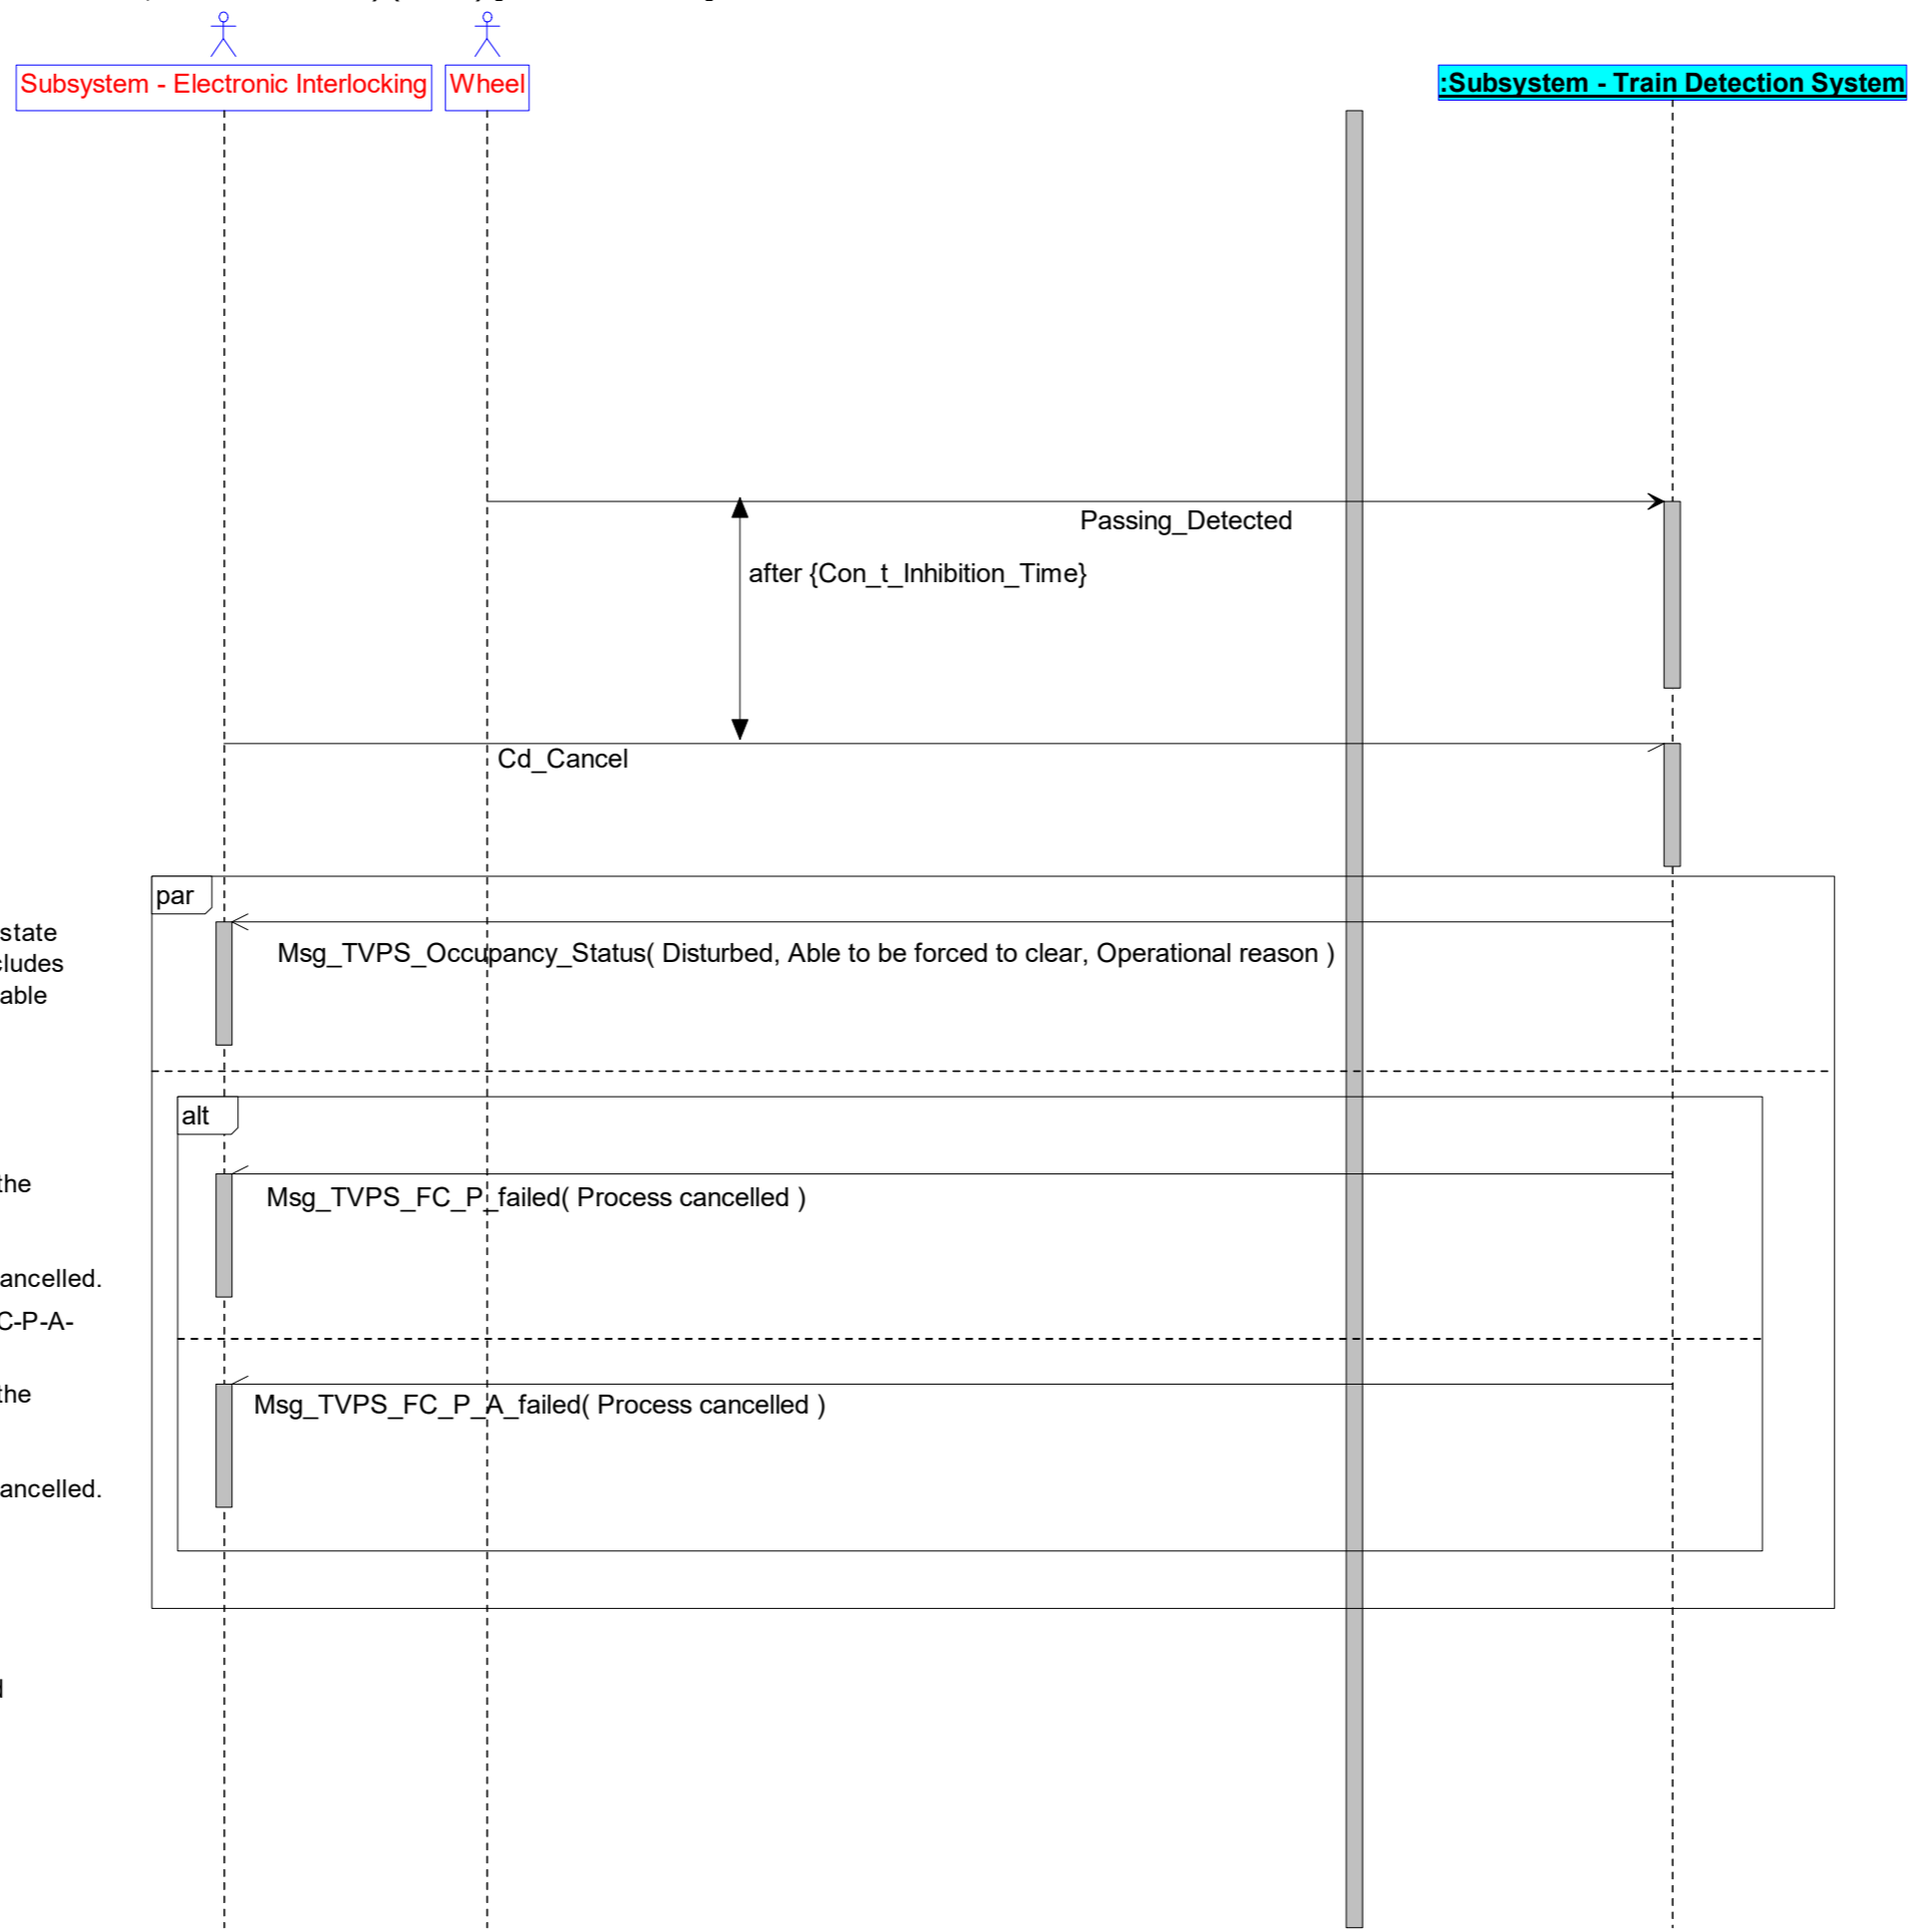 Subsystem - Electronic Interlocking
Wheel
:Subsystem - Train Detection System
Passing_Detected
after {Con_t_Inhibition_Time}
Cd_Cancel
par
state
cludes
able
Msg_TVPS_Occupancy_Status( Disturbed, Able to be forced to clear, Operational reason )
alt
the
Msg_TVPS_FC_P_failed( Process cancelled )
ancelled.
C-P-A-
the
Msg_TVPS_FC_P_A_failed( Process cancelled )
ancelled.